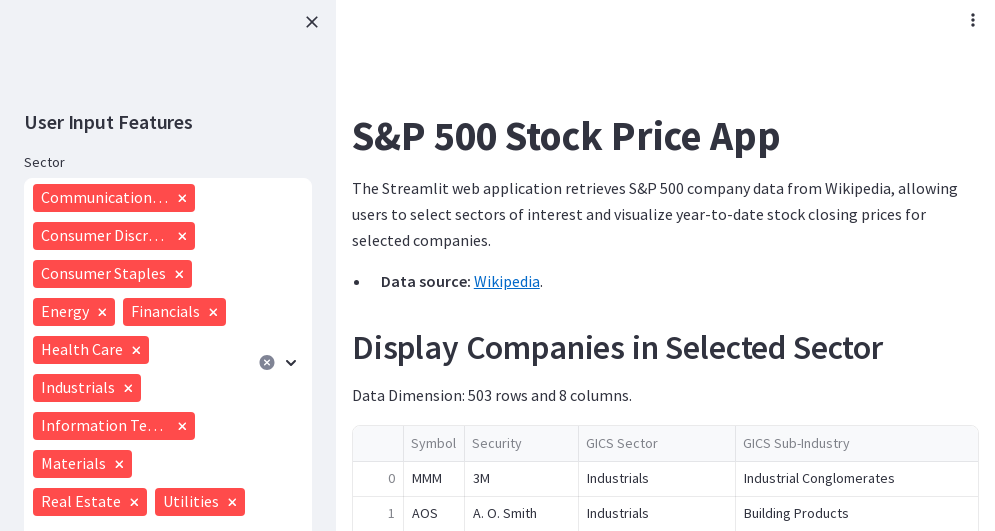 User Input Features
Sector
Communication…
Consumer Discr…
Consumer Staples
Energy
Financials
Health Care
Industrials
Information Te…
Materials
Real Estate
Utilities
S&P 500 Stock Price App
The Streamlit web application retrieves S&P 500 company data from Wikipedia, allowing
users to select sectors of interest and visualize year-to-date stock closing prices for
selected companies.
• Data source: Wikipedia.
Display Companies in Selected Sector
Data Dimension: 503 rows and 8 columns.
Symbol Security GICS Sector GICS Sub-Industry
0 MMM 3M Industrials Industrial Conglomerates
1 AOS A. O. Smith Industrials Building Products